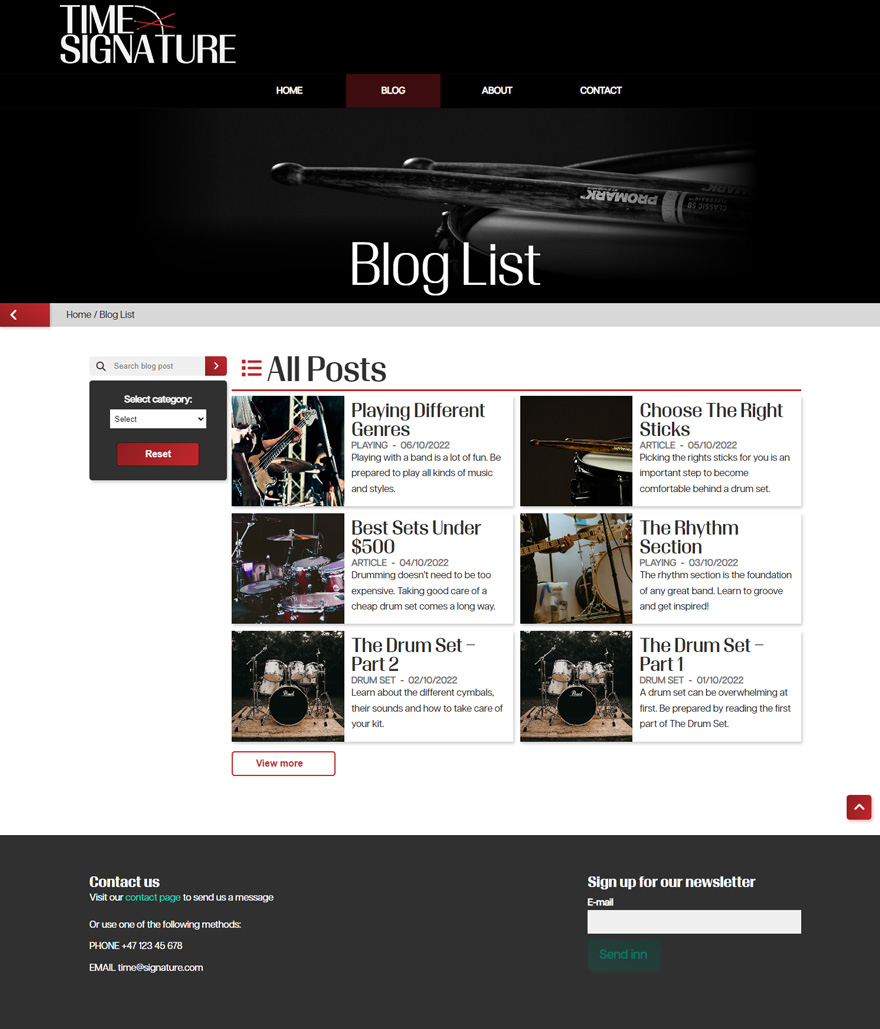 TIME
SIGNATURE
HOME BLOG ABOUT CONTACT
PROMARK
CLASSIC 5B
Blog List
Home / Blog List
Search blog post
Select category:
Select
Reset
All Posts
Playing Different
Genres
PLAYING - 06/10/2022
Playing with a band is a lot of fun. Be
prepared to play all kinds of music
and styles.
Choose The Right
Sticks
ARTICLE - 05/10/2022
Picking the rights sticks for you is an
important step to become
comfortable behind a drum set.
Best Sets Under
$500
ARTICLE - 04/10/2022
Drumming doesn't need to be too
expensive. Taking good care of a
cheap drum set comes a long way.
The Rhythm
Section
PLAYING - 03/10/2022
The rhythm section is the foundation
of any great band. Learn to groove
and get inspired!
The Drum Set –
Part 2
DRUM SET - 02/10/2022
Learn about the different cymbals,
their sounds and how to take care of
your kit.
The Drum Set –
Part 1
DRUM SET - 01/10/2022
A drum set can be overwhelming at
first. Be prepared by reading the first
part of The Drum Set.
View more
Contact us
Visit our contact page to send us a message
Or use one of the following methods:
PHONE +47 123 45 678
EMAIL time@signature.com
Sign up for our newsletter
E-mail
Send inn